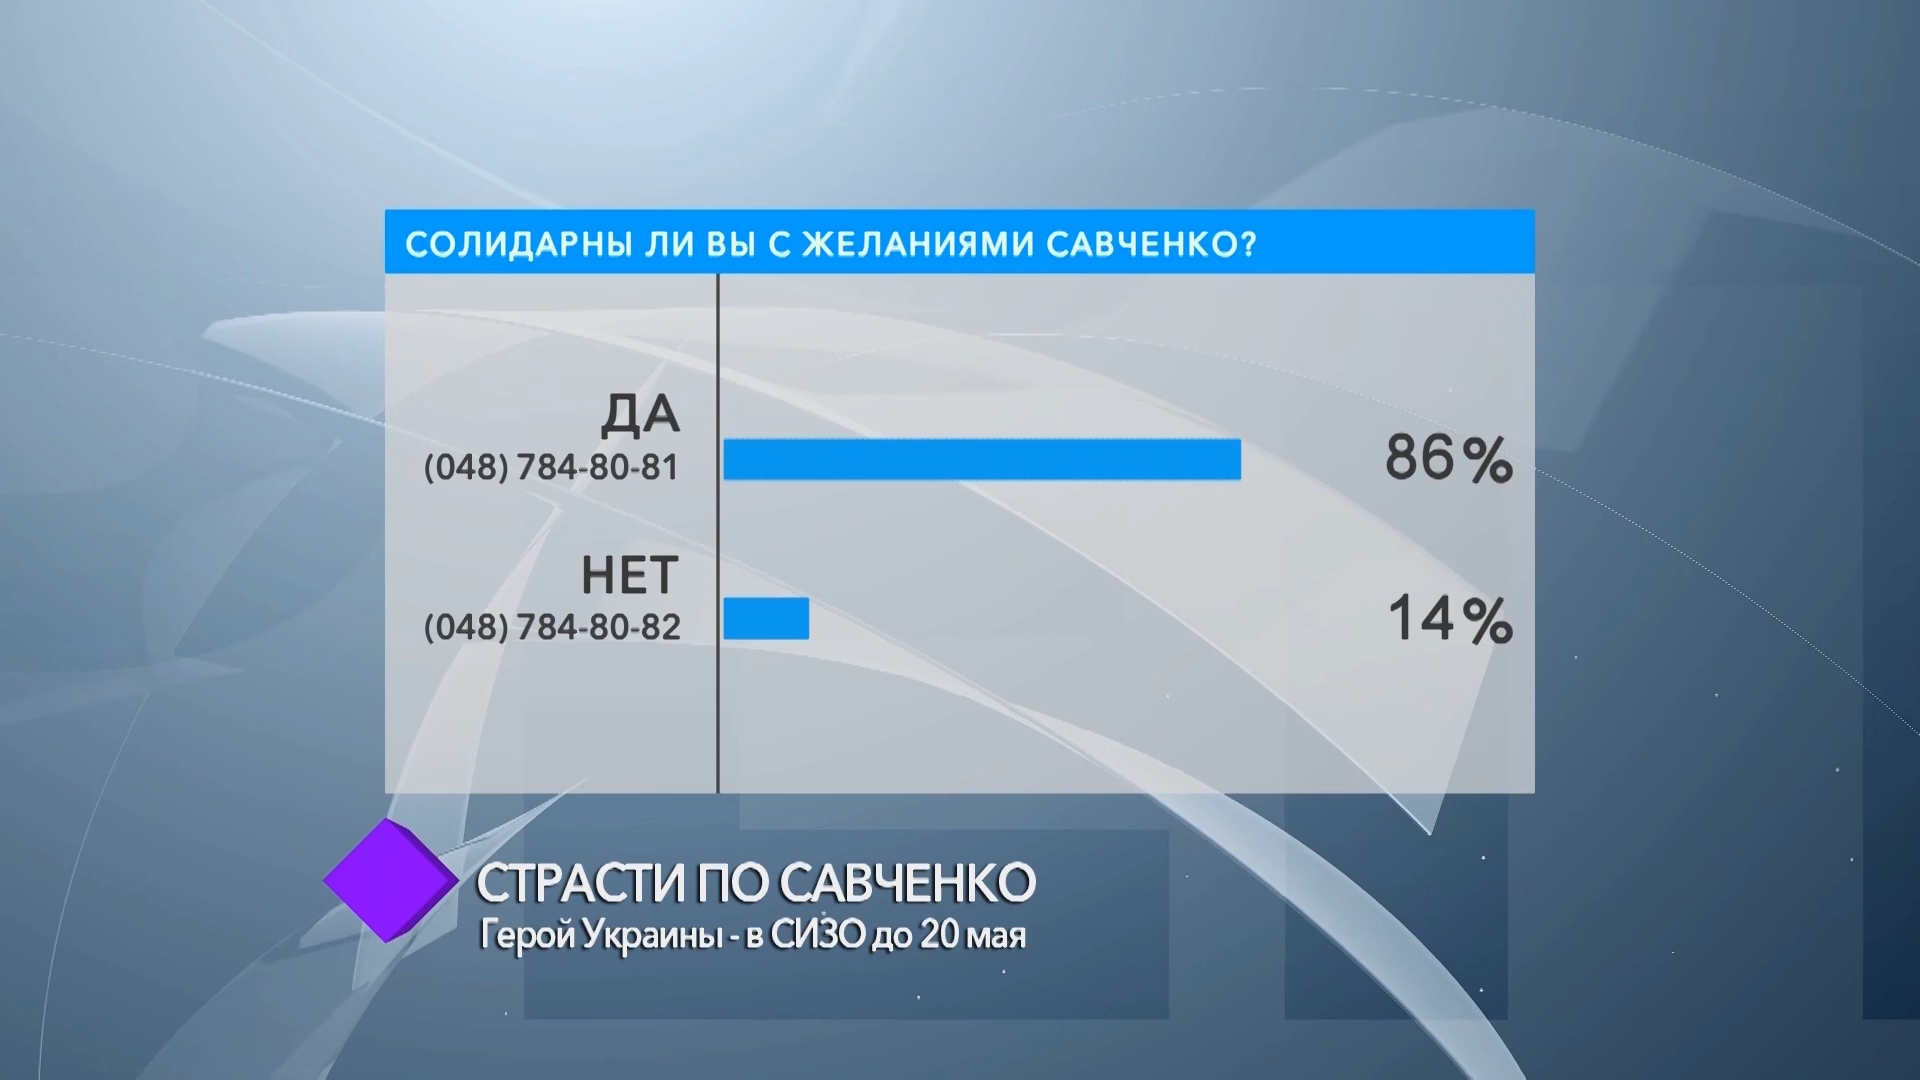 СОЛИДАРНЫ ЛИ ВЫ С ЖЕЛАНИЯМИ САВЧЕНКО?
ДА
(048) 784-80-81
86%
НЕТ
(048) 784-80-82
14%
СТРАСТИ ПО САВЧЕНКО
Герой Украины - в СИЗО до 20 мая